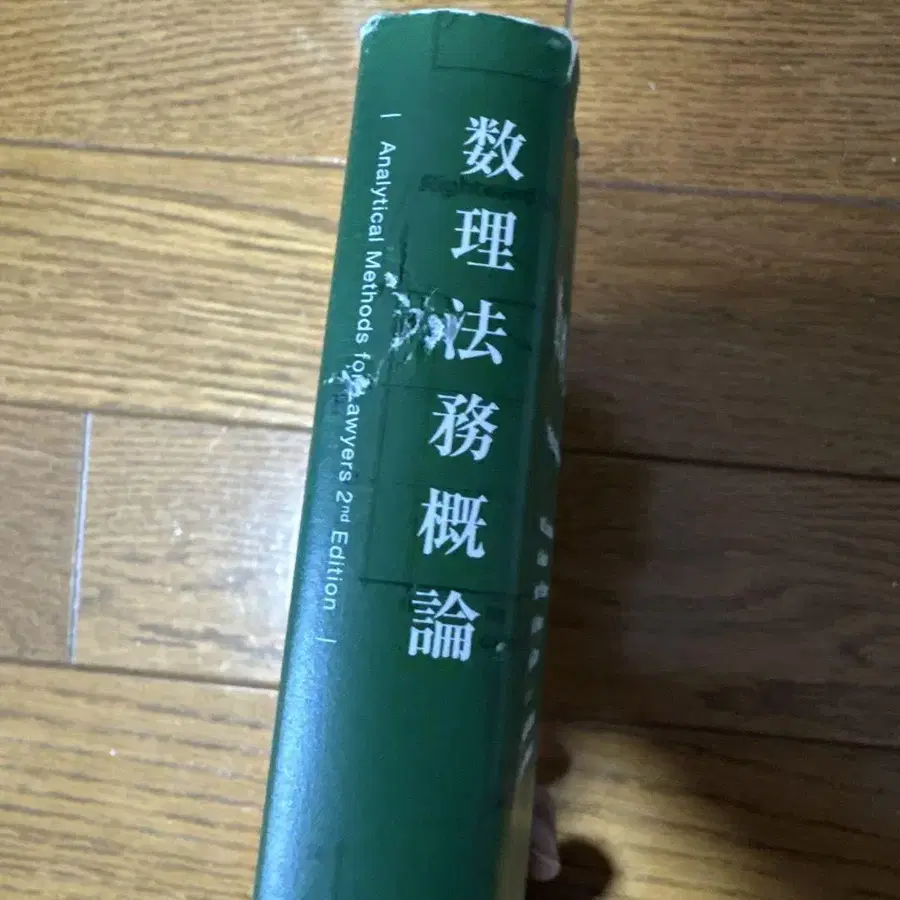 数理法務概論
| Analytical Methods for Lawyers 2nd Edition |